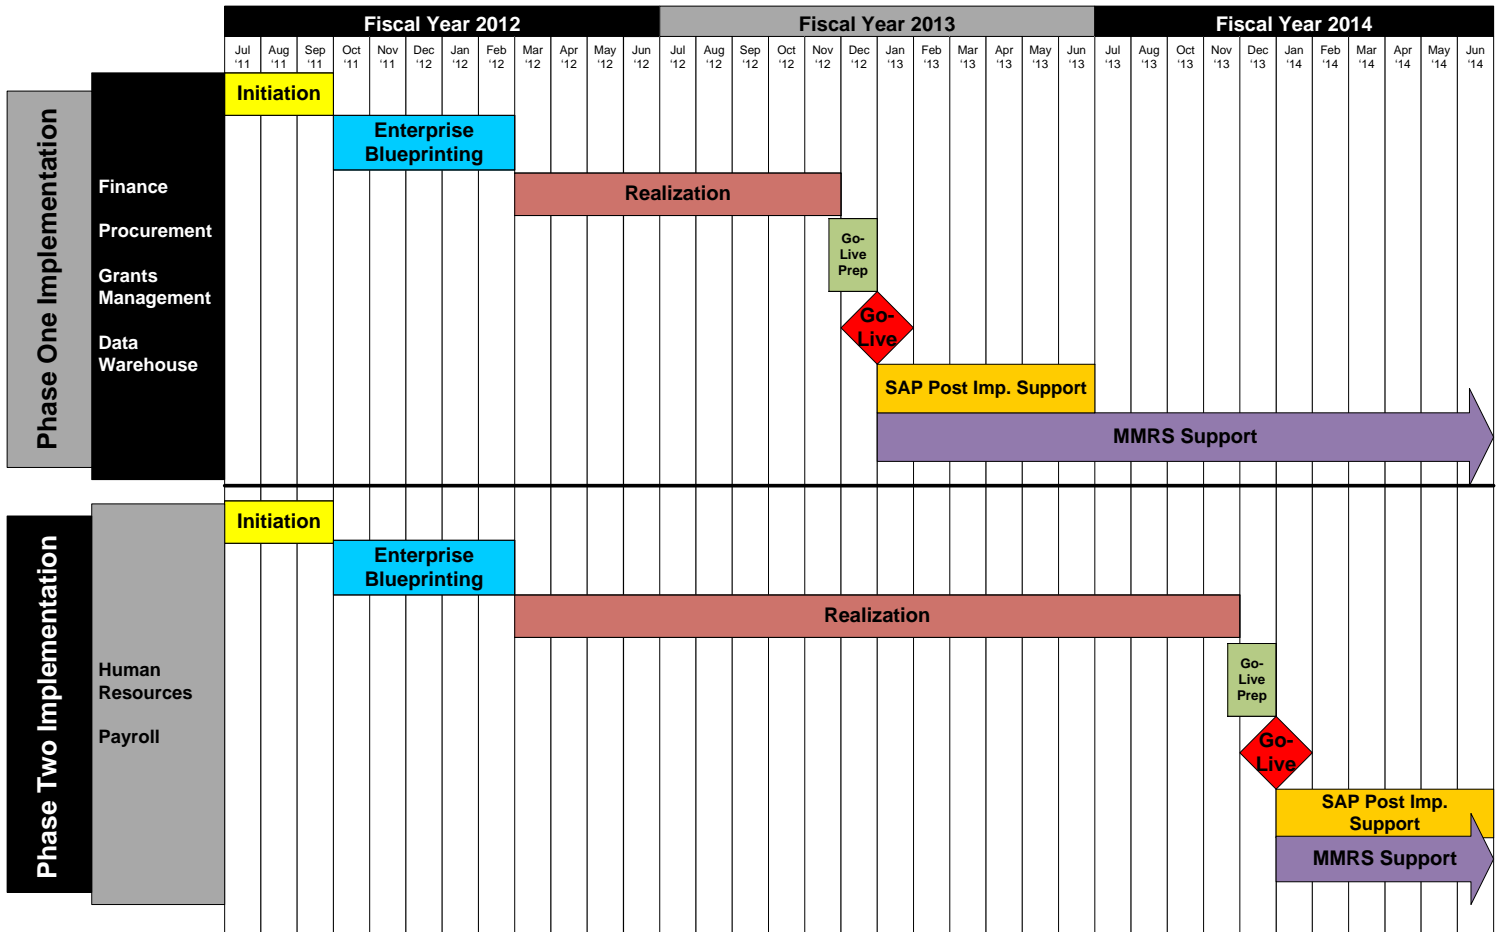 Fiscal Year 2012
Fiscal Year 2013
Fiscal Year 2014
Jul Aug Sep Oct Nov Dec Jan Feb Mar Apr May Jun Jul Aug Sep Oct Nov Dec Jan Feb Mar Apr May Jun Jul Aug Oct Oct Nov Dec Jan Feb Mar Apr May Jun
'11 '11 '11 '11 '11 '11 '12 '12 '12 '12 '12 '12 '12 '12 '12 '12 '12 '12 '13 '13 '13 '13 '13 '13 '13 '13 '13 '13 '13 '14 '14 '14 '14 '14 '14
Phase One Implementation
Finance
Procurement
Grants
Management
Data
Warehouse
Initiation
Enterprise
Blueprinting
Realization
Go-
Live
Prep
Go-
Live
SAP Post Imp. Support
MMRS Support
Phase Two Implementation
Human
Resources
Payroll
Initiation
Enterprise
Blueprinting
Realization
Go-
Live
Prep
Go-
Live
SAP Post Imp.
Support
MMRS Support